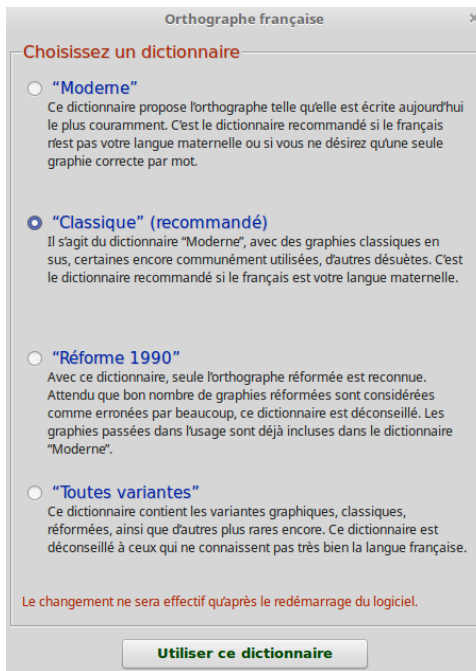 Orthographe française
Choisissez un dictionnaire
“Moderne”
Ce dictionnaire propose l’orthographe telle qu’elle est écrite aujourd’hui
le plus couramment. C’est le dictionnaire recommandé si le français
n’est pas votre langue maternelle ou si vous ne désirez qu’une seule
graphie correcte par mot.
“Classique” (recommandé)
Il s’agit du dictionnaire “Moderne”, avec des graphies classiques en
sus, certaines encore communément utilisées, d’autres désuètes. C’est
le dictionnaire recommandé si le français est votre langue maternelle.
“Réforme 1990”
Avec ce dictionnaire, seule l’orthographe réformée est reconnue.
Attendu que bon nombre de graphies réformées sont considérées
comme erronées par beaucoup, ce dictionnaire est déconseillé. Les
graphies passées dans l’usage sont déjà incluses dans le dictionnaire
“Moderne”.
“Toutes variantes”
Ce dictionnaire contient les variantes graphiques, classiques,
réformées, ainsi que d’autres plus rares encore. Ce dictionnaire est
déconseillé à ceux qui ne connaissent pas très bien la langue française.
Le changement ne sera effectif qu’après le redémarrage du logiciel.
Utiliser ce dictionnaire